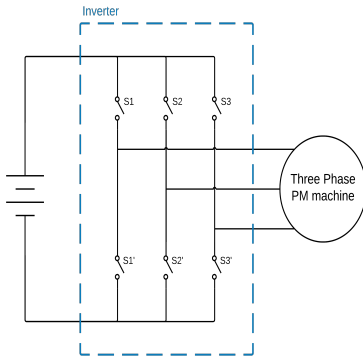 Inverter
S1 S2 S3
Three Phase
PM machine
S1' S2' S3'